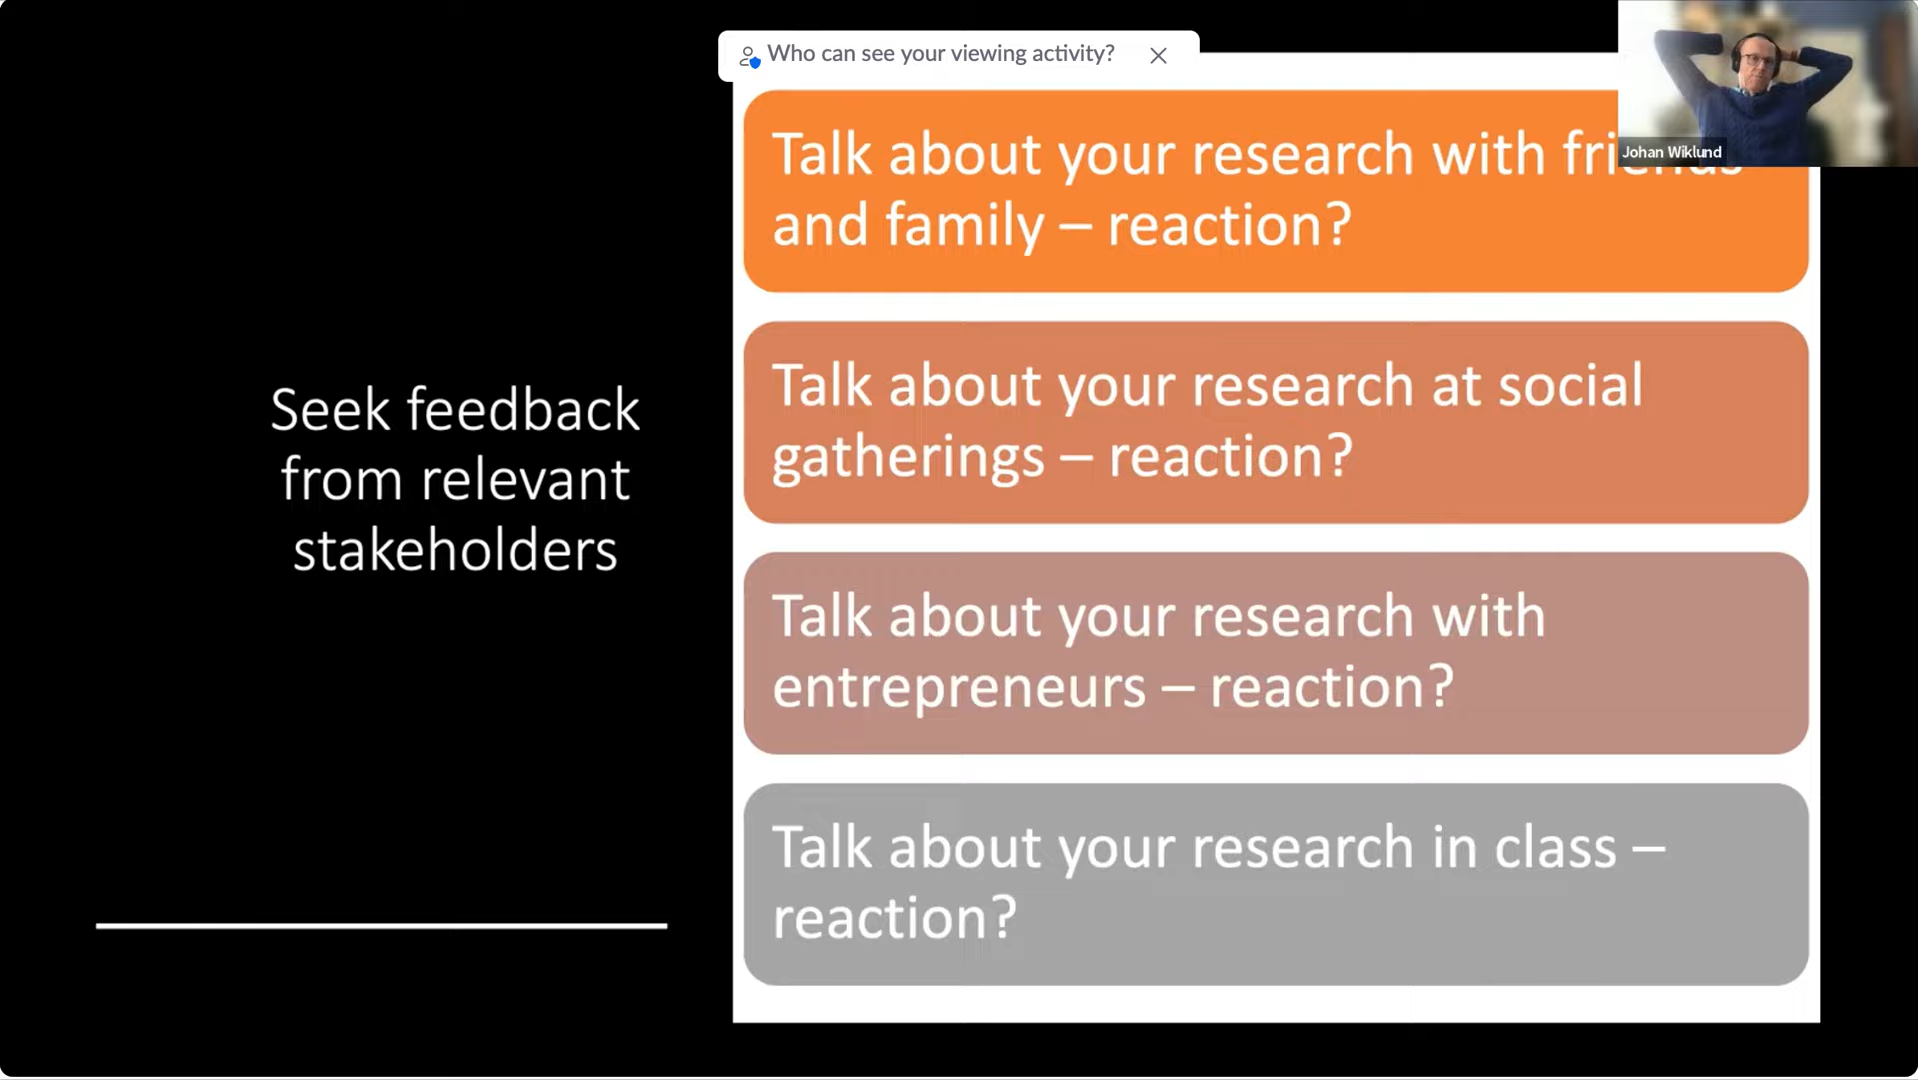 Who can see your viewing activity?
Johan Wiklund
Seek feedback
from relevant
stakeholders
Talk about your research with friends
and family – reaction?
Talk about your research at social
gatherings – reaction?
Talk about your research with
entrepreneurs – reaction?
Talk about your research in class –
reaction?